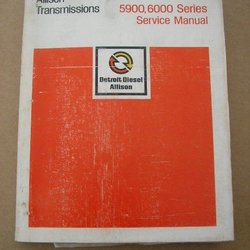 Allison
Transmissions
5900,6000 Series
Service Manual
Detroit Diesel
Allison